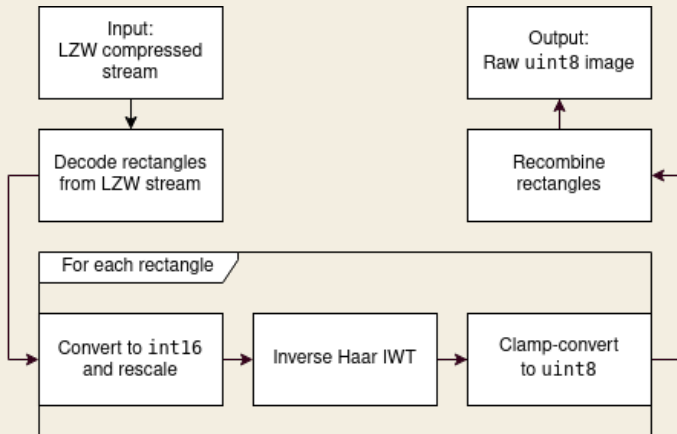 Input:
LZW compressed
stream
Output:
Raw uint8 image
Decode rectangles
from LZW stream
Recombine
rectangles
For each rectangle
Convert to int16
and rescale
Inverse Haar IWT
Clamp-convert
to uint8